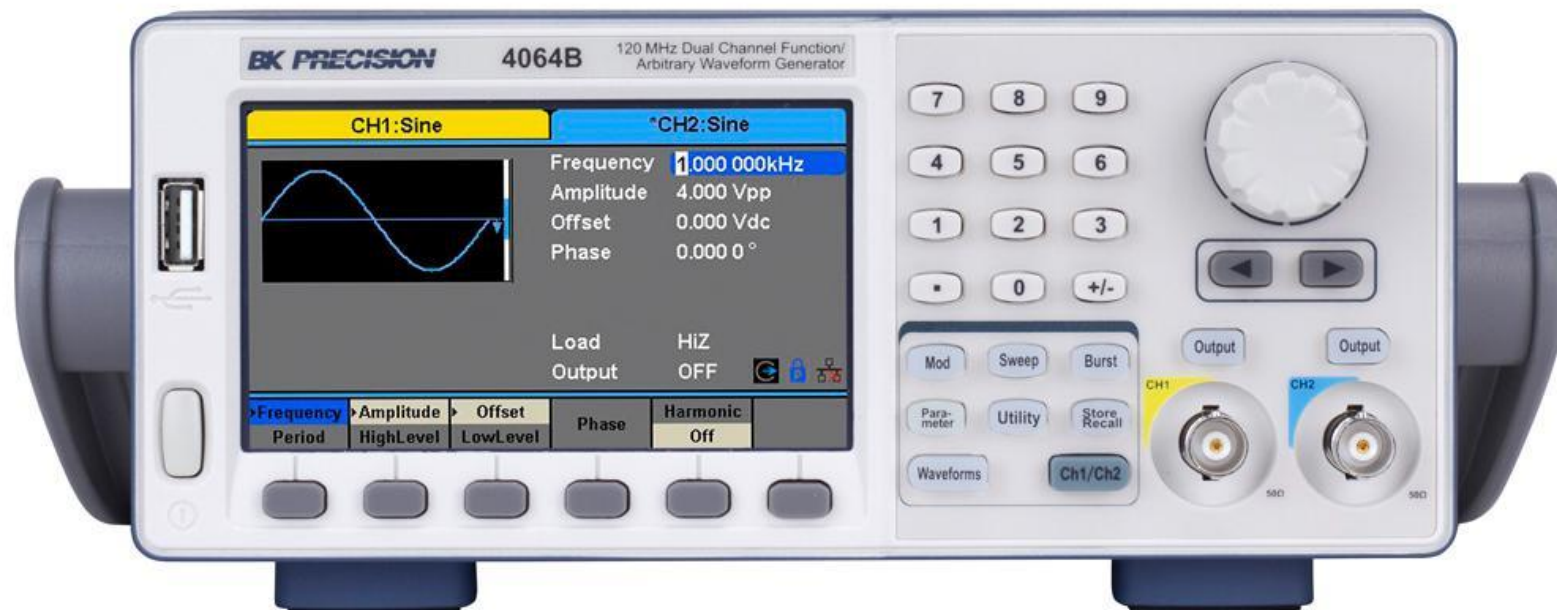 BK PRECISION
4064B
120 MHz Dual Channel Function/
Arbitrary Waveform Generator
CH1:Sine
*CH2:Sine
Frequency 1.000 000kHz
Amplitude 4.000 Vpp
Offset 0.000 Vdc
Phase 0.000 0 °
Load HiZ
Output OFF
Frequency Amplitude Offset Phase Harmonic
Period HighLevel LowLevel Off
7 8 9
4 5 6
1 2 3
. 0 +/-
Mod Sweep Burst
Para-
meter
Utility
Store
Recall
Waveforms Ch1/Ch2
Output Output
CH1 CH2
50Ω 50Ω